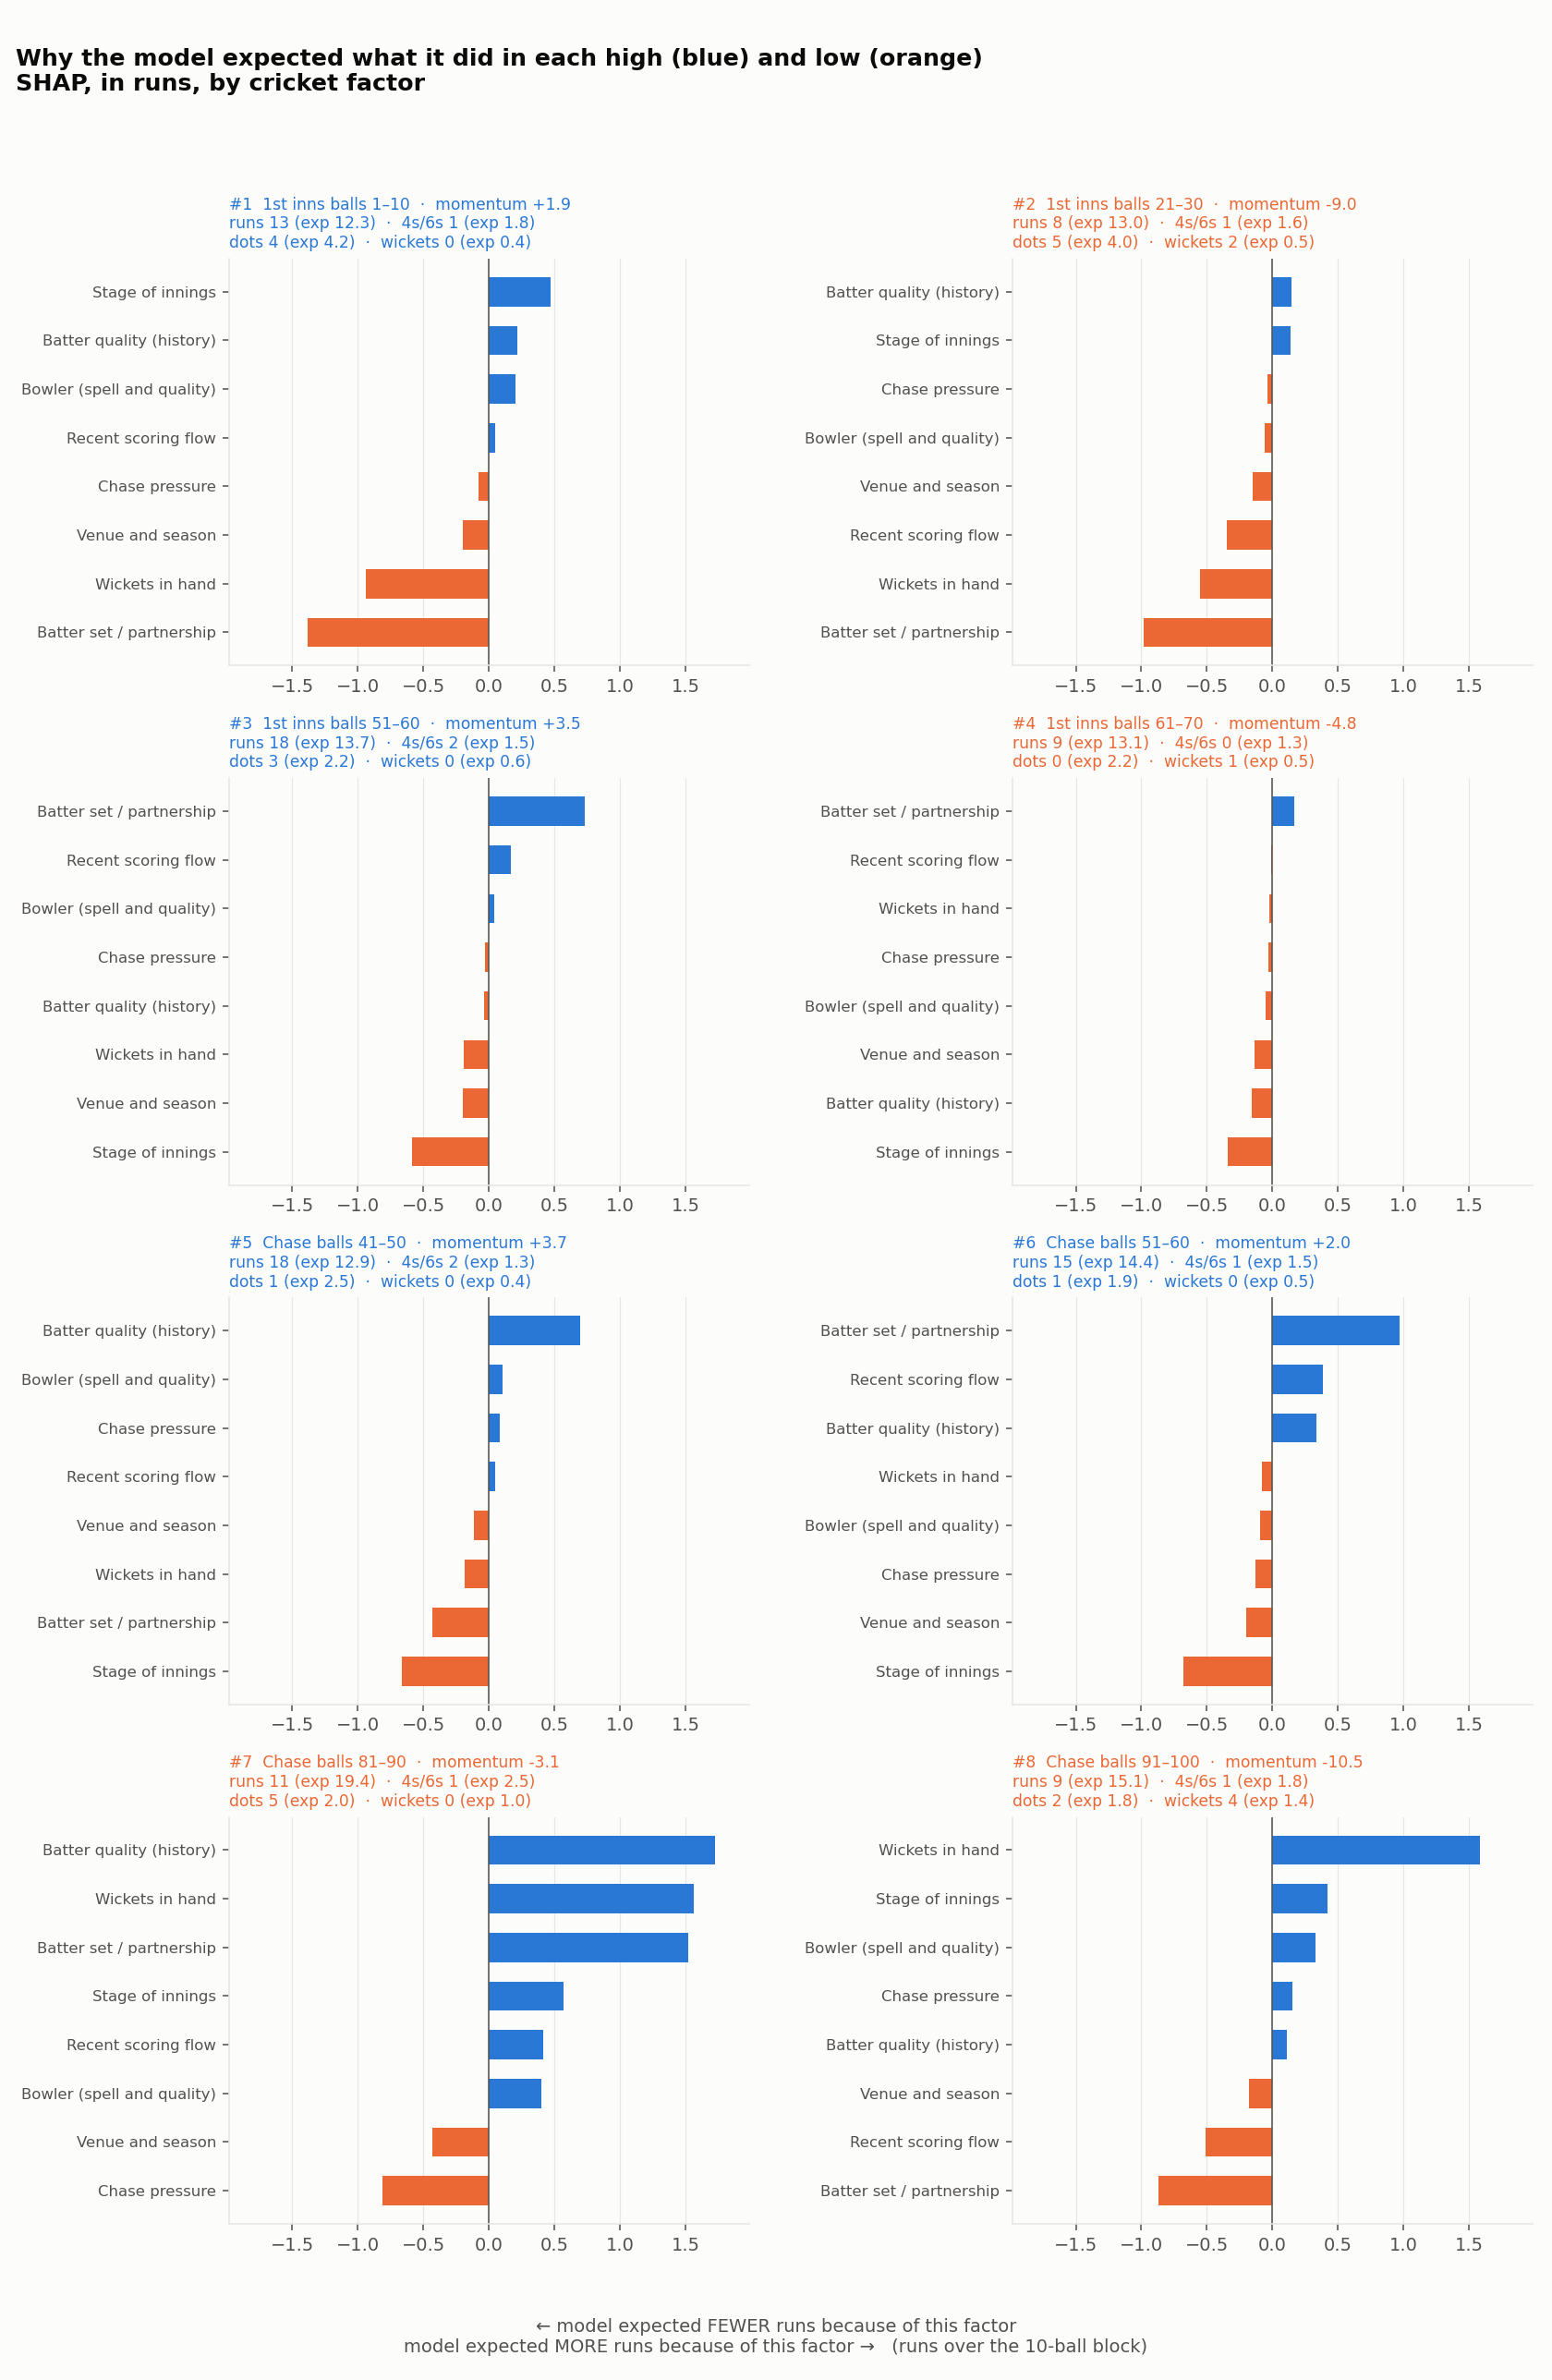 Why the model expected what it did in each high (blue) and low (orange)
SHAP, in runs, by cricket factor
#1  1st inns balls 1–10  ·  momentum +1.9
runs 13 (exp 12.3)  ·  4s/6s 1 (exp 1.8)
dots 4 (exp 4.2)  ·  wickets 0 (exp 0.4)
Stage of innings
Batter quality (history)
Bowler (spell and quality)
Recent scoring flow
Chase pressure
Venue and season
Wickets in hand
Batter set / partnership
−1.5 −1.0 −0.5 0.0 0.5 1.0 1.5
#2  1st inns balls 21–30  ·  momentum -9.0
runs 8 (exp 13.0)  ·  4s/6s 1 (exp 1.6)
dots 5 (exp 4.0)  ·  wickets 2 (exp 0.5)
Batter quality (history)
Stage of innings
Chase pressure
Bowler (spell and quality)
Venue and season
Recent scoring flow
Wickets in hand
Batter set / partnership
−1.5 −1.0 −0.5 0.0 0.5 1.0 1.5
#3  1st inns balls 51–60  ·  momentum +3.5
runs 18 (exp 13.7)  ·  4s/6s 2 (exp 1.5)
dots 3 (exp 2.2)  ·  wickets 0 (exp 0.6)
Batter set / partnership
Recent scoring flow
Bowler (spell and quality)
Chase pressure
Batter quality (history)
Wickets in hand
Venue and season
Stage of innings
−1.5 −1.0 −0.5 0.0 0.5 1.0 1.5
#4  1st inns balls 61–70  ·  momentum -4.8
runs 9 (exp 13.1)  ·  4s/6s 0 (exp 1.3)
dots 0 (exp 2.2)  ·  wickets 1 (exp 0.5)
Batter set / partnership
Recent scoring flow
Wickets in hand
Chase pressure
Bowler (spell and quality)
Venue and season
Batter quality (history)
Stage of innings
−1.5 −1.0 −0.5 0.0 0.5 1.0 1.5
#5  Chase balls 41–50  ·  momentum +3.7
runs 18 (exp 12.9)  ·  4s/6s 2 (exp 1.3)
dots 1 (exp 2.5)  ·  wickets 0 (exp 0.4)
Batter quality (history)
Bowler (spell and quality)
Chase pressure
Recent scoring flow
Venue and season
Wickets in hand
Batter set / partnership
Stage of innings
−1.5 −1.0 −0.5 0.0 0.5 1.0 1.5
#6  Chase balls 51–60  ·  momentum +2.0
runs 15 (exp 14.4)  ·  4s/6s 1 (exp 1.5)
dots 1 (exp 1.9)  ·  wickets 0 (exp 0.5)
Batter set / partnership
Recent scoring flow
Batter quality (history)
Wickets in hand
Bowler (spell and quality)
Chase pressure
Venue and season
Stage of innings
−1.5 −1.0 −0.5 0.0 0.5 1.0 1.5
#7  Chase balls 81–90  ·  momentum -3.1
runs 11 (exp 19.4)  ·  4s/6s 1 (exp 2.5)
dots 5 (exp 2.0)  ·  wickets 0 (exp 1.0)
Batter quality (history)
Wickets in hand
Batter set / partnership
Stage of innings
Recent scoring flow
Bowler (spell and quality)
Venue and season
Chase pressure
−1.5 −1.0 −0.5 0.0 0.5 1.0 1.5
#8  Chase balls 91–100  ·  momentum -10.5
runs 9 (exp 15.1)  ·  4s/6s 1 (exp 1.8)
dots 2 (exp 1.8)  ·  wickets 4 (exp 1.4)
Wickets in hand
Stage of innings
Bowler (spell and quality)
Chase pressure
Batter quality (history)
Venue and season
Recent scoring flow
Batter set / partnership
−1.5 −1.0 −0.5 0.0 0.5 1.0 1.5
← model expected FEWER runs because of this factor
model expected MORE runs because of this factor →   (runs over the 10-ball block)